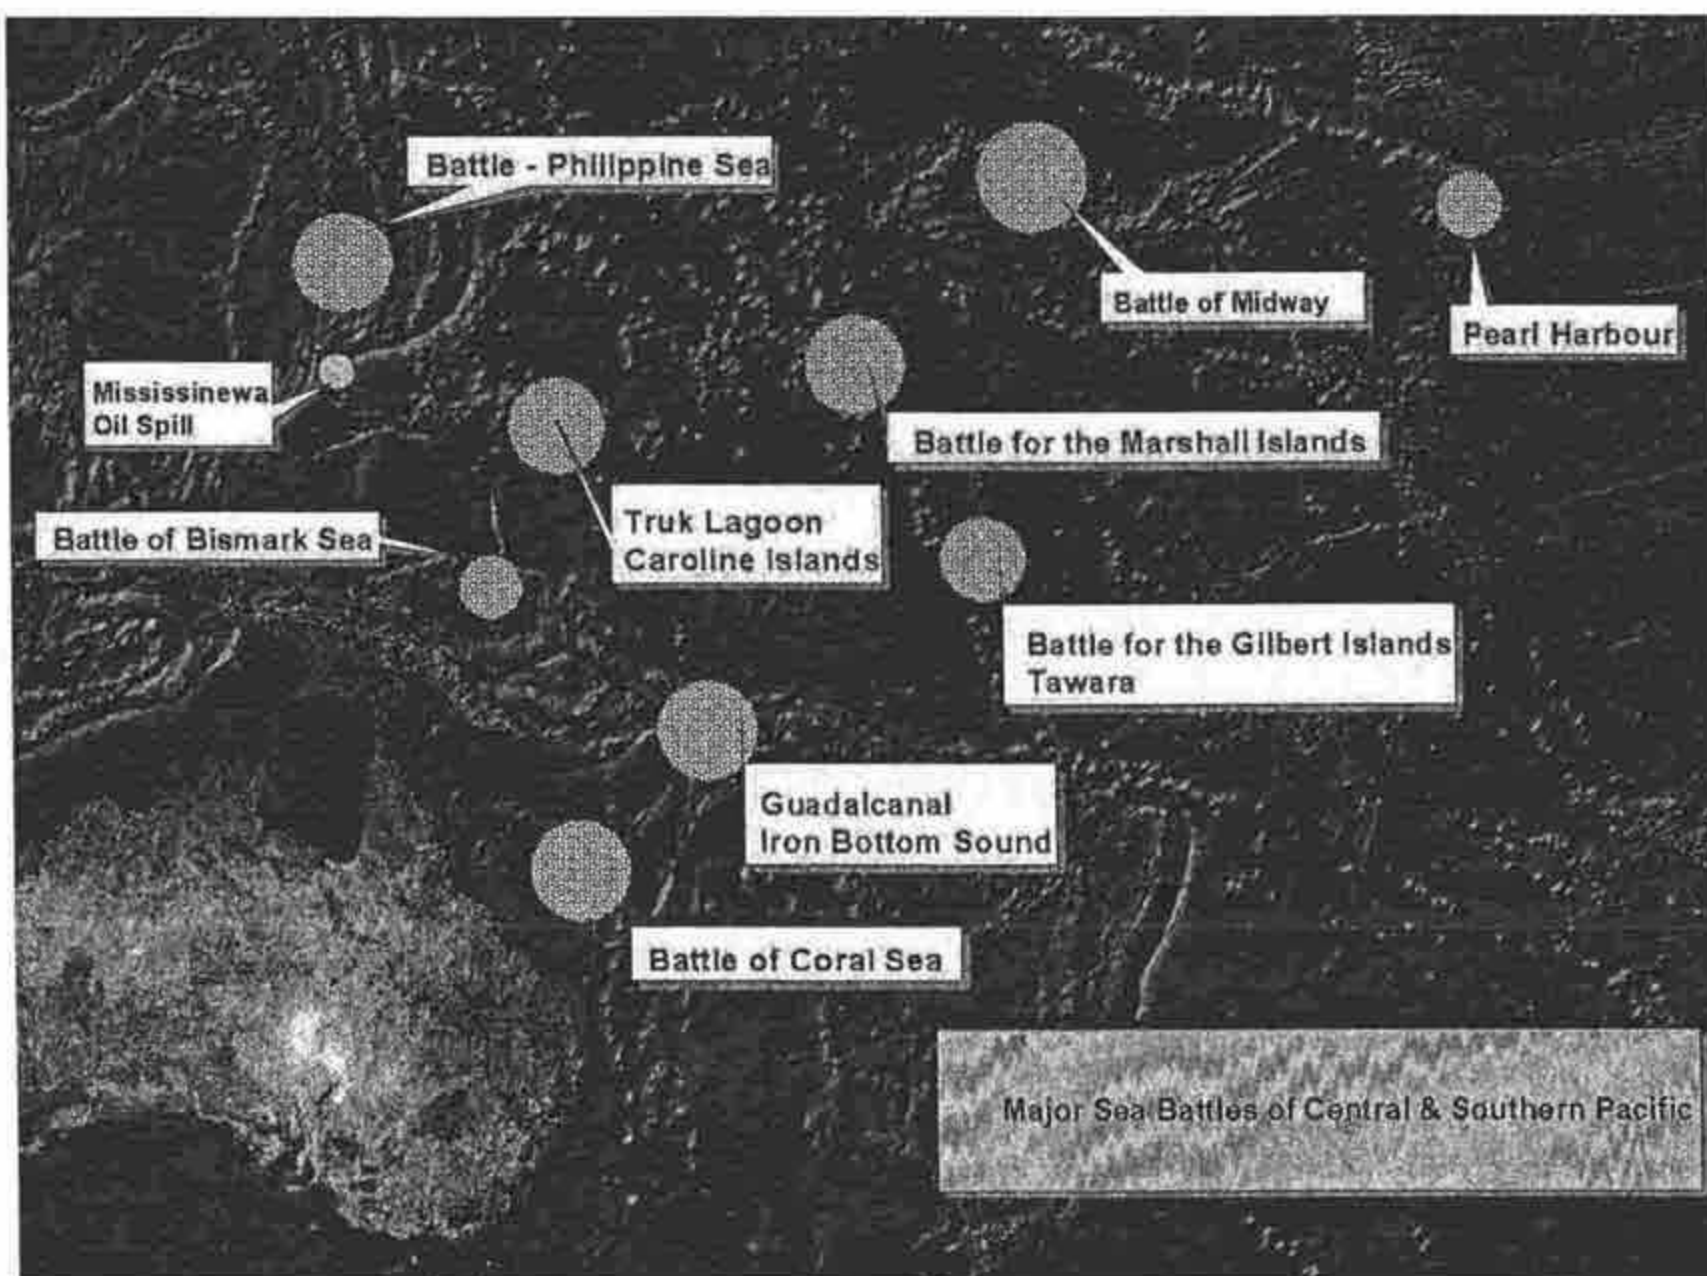 Battle - Philippine Sea
Battle of Midway
Pearl Harbour
Mississinewa
Oil Spill
Battle for the Marshall Islands
Truk Lagoon
Caroline Islands
Battle of Bismark Sea
Battle for the Gilbert Islands
Tawara
Guadalcanal
Iron Bottom Sound
Battle of Coral Sea
Major Sea Battles of Central & Southern Pacific